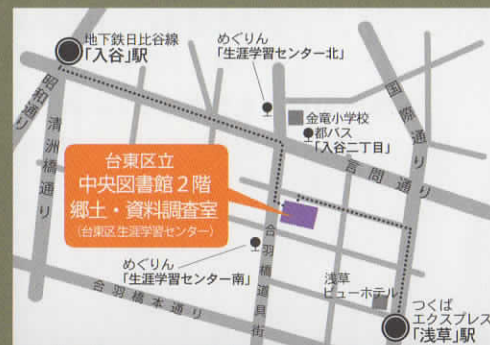 地下鉄日比谷線
「入谷」駅
めぐりん
「生涯学習センター北」
昭和通り
清洲橋通り
国際通り
金竜小学校
都バス
「入谷二丁目」
言問通り
台東区立
中央図書館２階
郷土・資料調査室
（台東区生涯学習センター）
めぐりん
「生涯学習センター南」
合羽橋道具街
合羽橋本通り
浅草
ビューホテル
つくば
エクスプレス
「浅草」駅